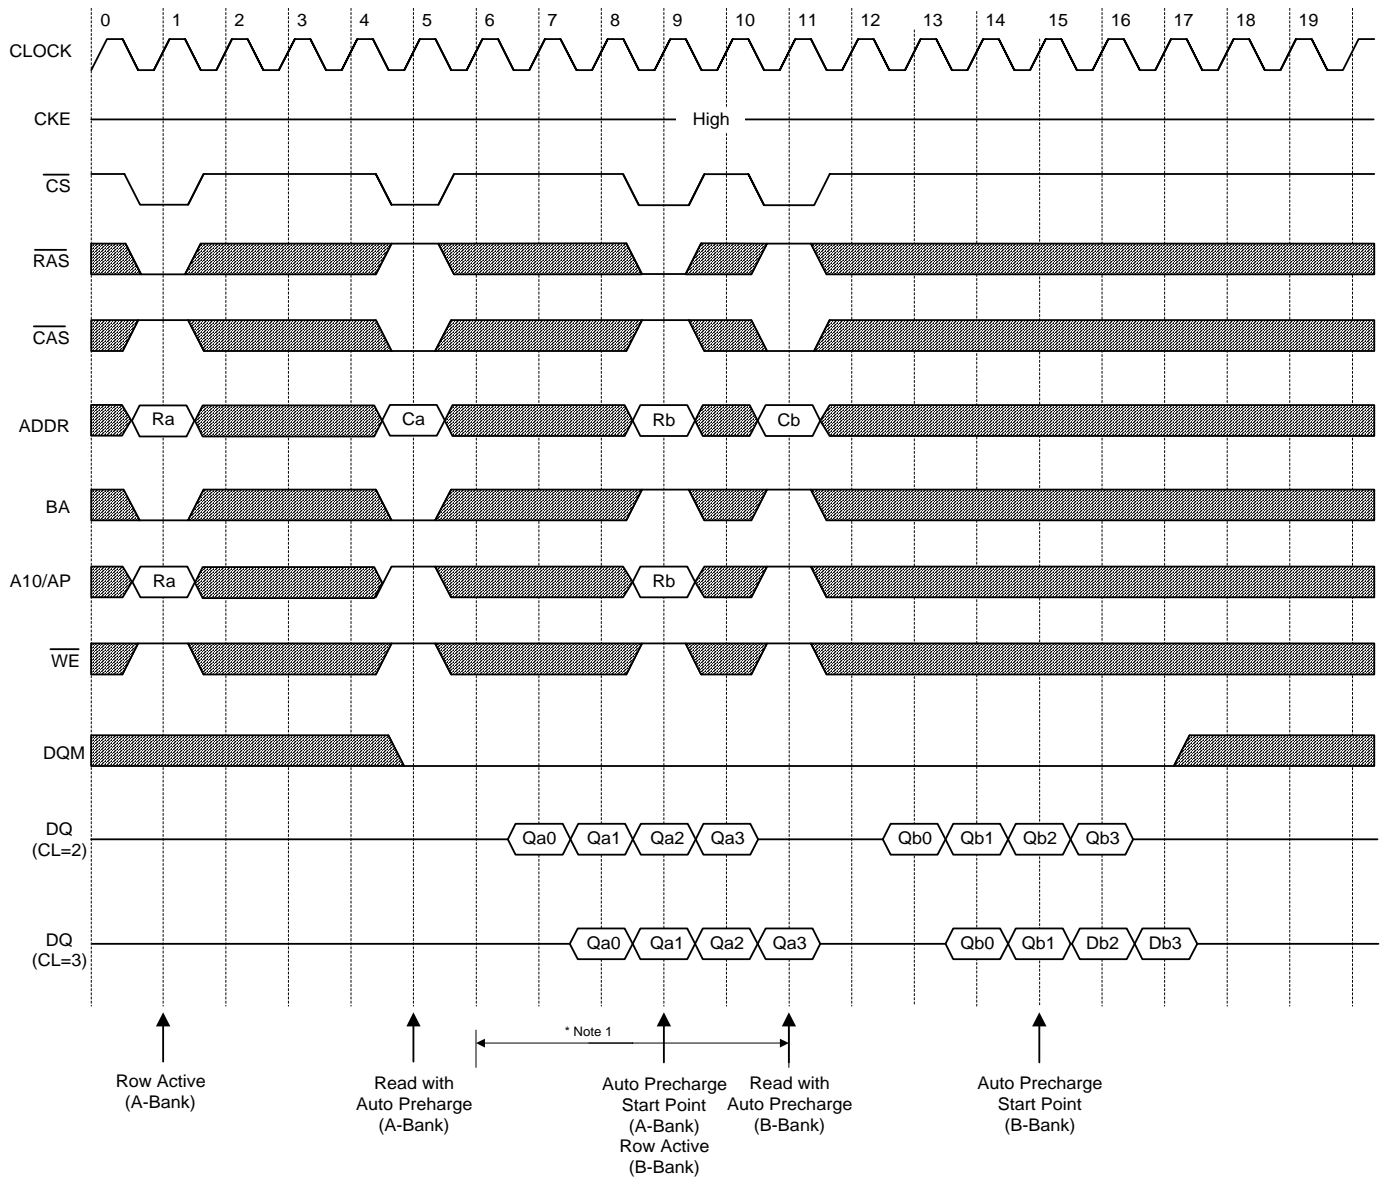 0 1 2 3 4 5 6 7 8 9 10 11 12 13 14 15 16 17 18 19
CLOCK
CKE High
CS
RAS
CAS
ADDR Ra Ca Rb Cb
BA
A10/AP Ra Rb
WE
DQM
DQ
(CL=2) Qa0 Qa1 Qa2 Qa3 Qb0 Qb1 Qb2 Qb3
DQ
(CL=3) Qa0 Qa1 Qa2 Qa3 Qb0 Qb1 Db2 Db3
* Note 1
Row Active
(A-Bank)
Read with
Auto Preharge
(A-Bank)
Auto Precharge
Start Point
(A-Bank)
Row Active
(B-Bank)
Read with
Auto Precharge
(B-Bank)
Auto Precharge
Start Point
(B-Bank)